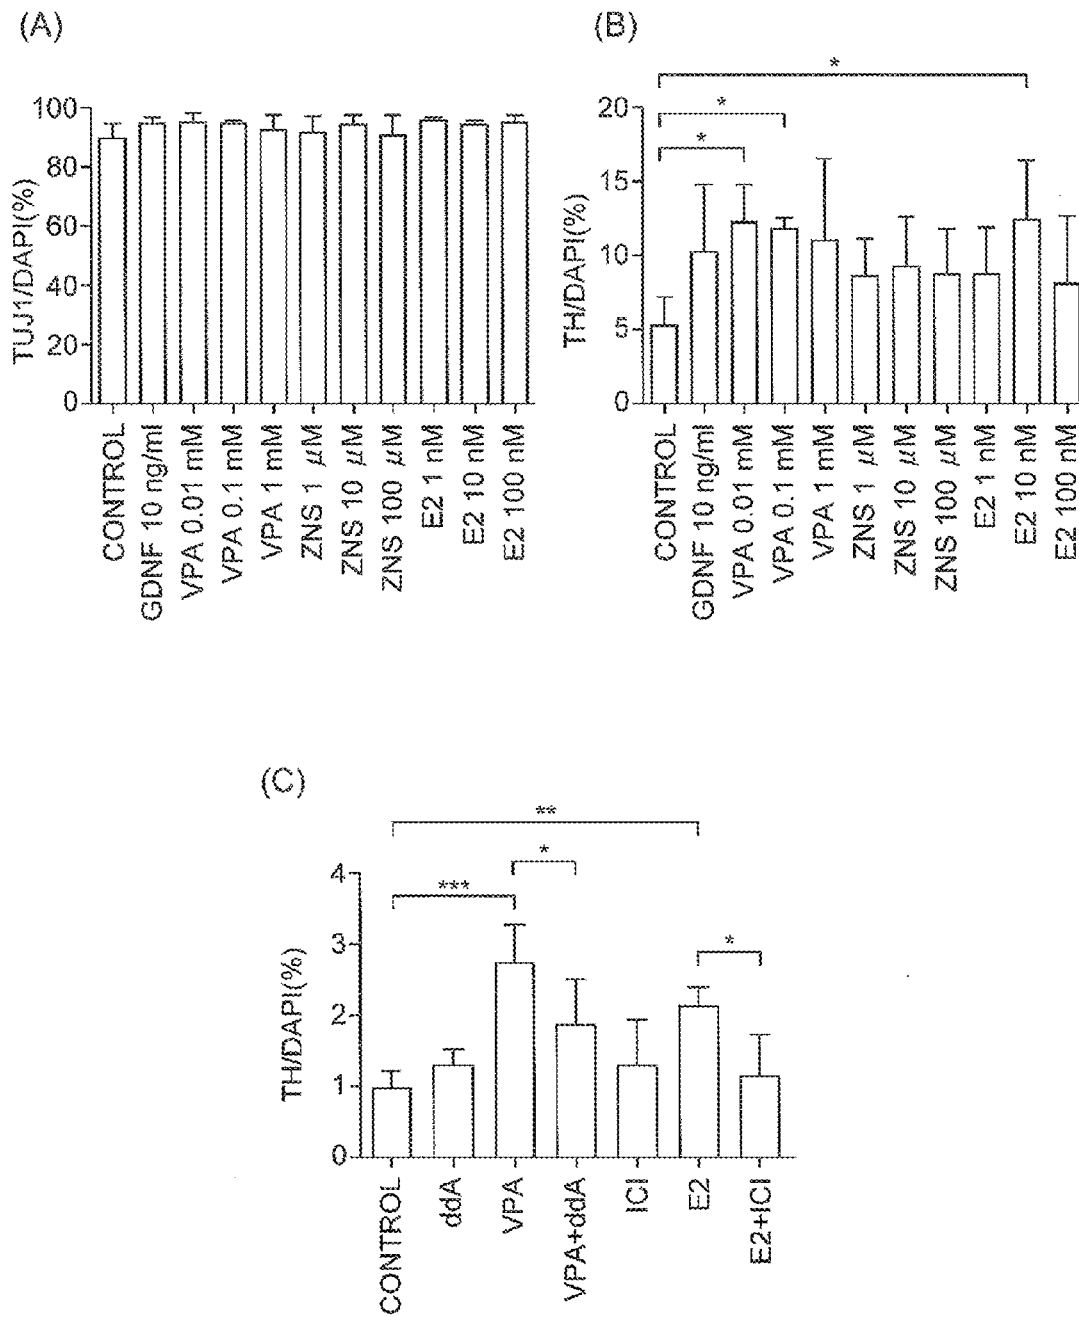 (A)
TUJ1/DAPI(%)
100
80
60
40
20
0
CONTROL
GDNF 10 ng/ml
VPA 0.01 mM
VPA 0.1 mM
VPA 1 mM
ZNS 1 μM
ZNS 10 μM
ZNS 100 μM
E2 1 nM
E2 10 nM
E2 100 nM
(B)
*
*
*
TH/DAPI(%)
20
15
10
5
0
CONTROL
GDNF 10 ng/ml
VPA 0.01 mM
VPA 0.1 mM
VPA 1 mM
ZNS 1 μM
ZNS 10 μM
ZNS 100 μM
E2 1 nM
E2 10 nM
E2 100 nM
(C)
**
*
***
*
TH/DAPI(%)
4
3
2
1
0
CONTROL
ddA
VPA
VPA+ddA
ICI
E2
E2+ICI